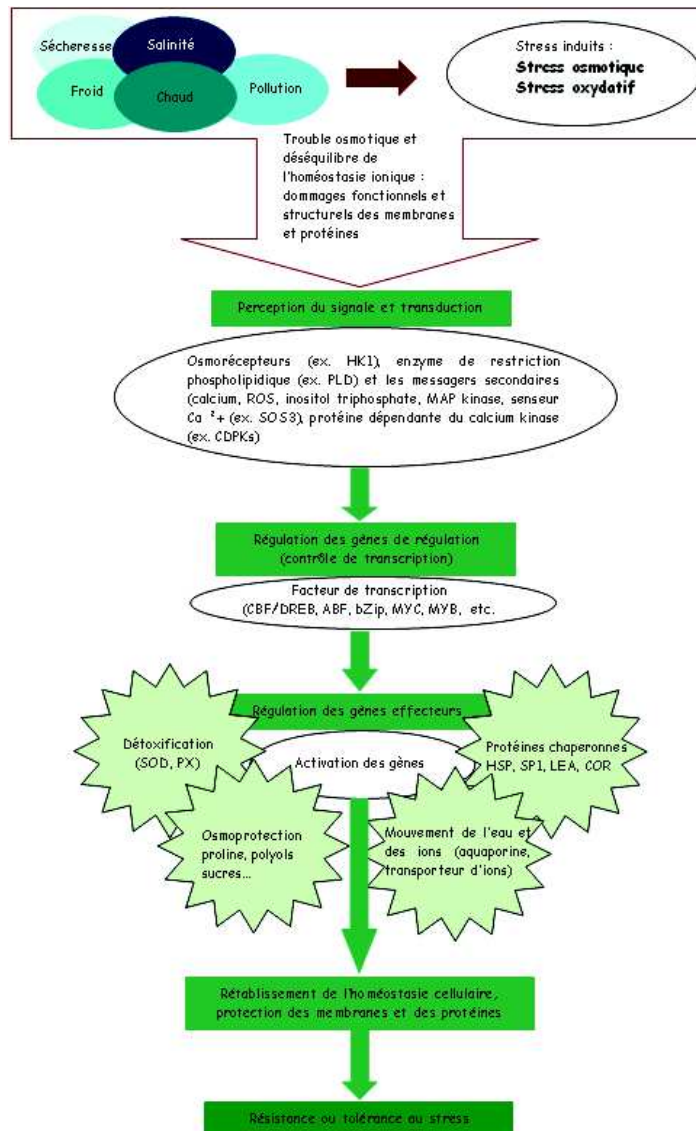 Sécheresse
Salinité
Froid
Chaud
Pollution
Stress induits :
Stress osmotique
Stress oxydatif
Trouble osmotique et
déséquilibre de
l'homéostasie ionique :
dommages fonctionnels et
structurels des membranes
et protéines
Perception du signale et transduction
Osmorécepteurs (ex. HK1), enzyme de restriction
phospholipidique (ex. PLD) et les messagers secondaires
(calcium, ROS, inositol triphosphate, MAP kinase, senseur
Ca ²+ (ex. SOS3), protéine dépendante du calcium kinase
(ex. CDPKs)
Régulation des gènes de régulation
(contrôle de transcription)
Facteur de transcription
(CBF/DREB, ABF, bZip, MYC, MYB, etc.
Régulation des gènes effecteurs
Détoxification
(SOD, PX)
Activation des gènes
Protéines chaperonnes
HSP, SP1, LEA, COR
Osmoprotection
proline, polyols
sucres...
Mouvement de l'eau et
des ions (aquaporine,
transporteur d'ions)
Rétablissement de l'homéostasie cellulaire,
protection des membranes et des protéines
Résistance ou tolérance au stress